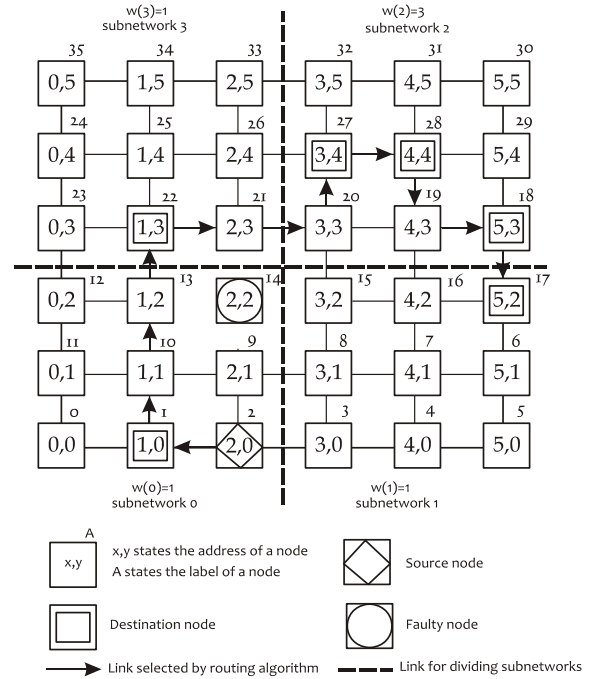 w(3)=1 w(2)=3
subnetwork 3 subnetwork 2
35 34 33 32 31 30
0,5 1,5 2,5 3,5 4,5 5,5
24 25 26 27 28 29
0,4 1,4 2,4 3,4 4,4 5,4
23 22 21 20 19 18
0,3 1,3 2,3 3,3 4,3 5,3
12 13 14 15 16 17
0,2 1,2 2,2 3,2 4,2 5,2
11 10 9 8 7 6
0,1 1,1 2,1 3,1 4,1 5,1
0 1 2 3 4 5
0,0 1,0 2,0 3,0 4,0 5,0
w(0)=1 w(1)=1
subnetwork 0 subnetwork 1
A
x,y
x,y states the address of a node
A states the label of a node
Source node
Destination node
Faulty node
Link selected by routing algorithm
Link for dividing subnetworks